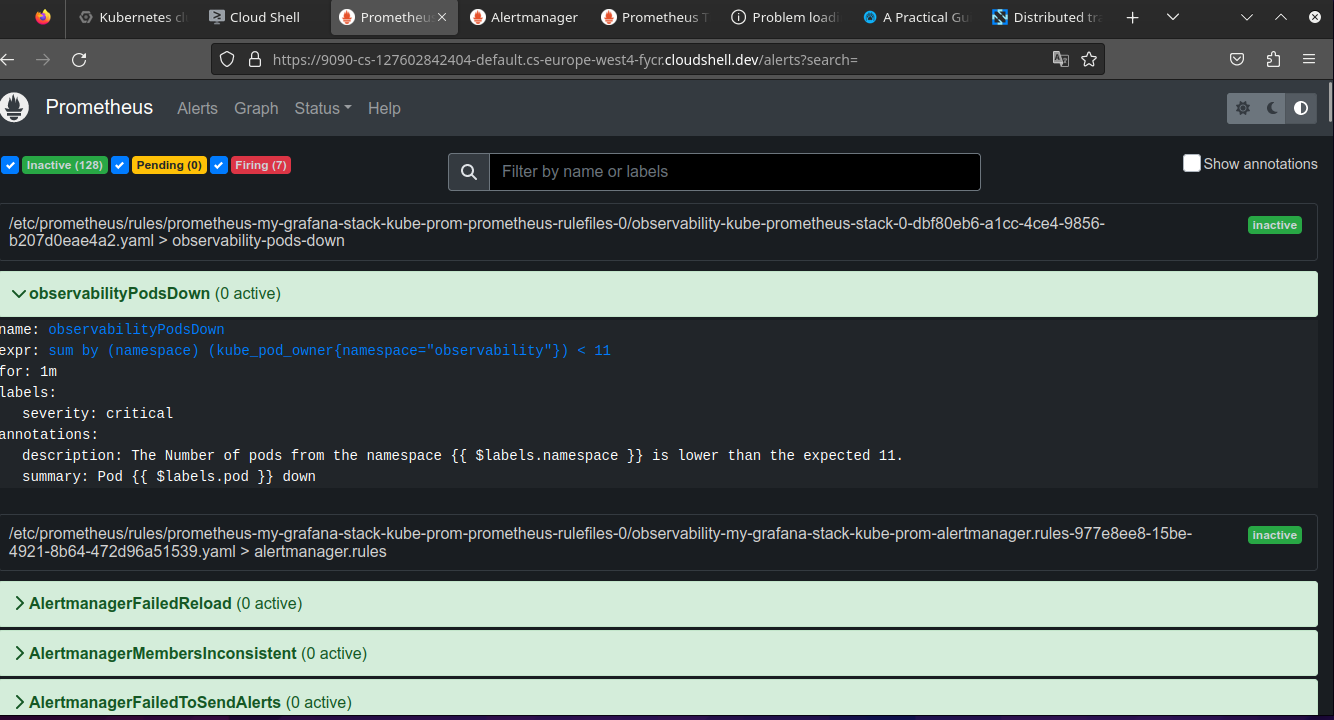 Kubernetes cl
Cloud Shell
Prometheus
Alertmanager
Prometheus T
Problem loadi
A Practical Gu
Distributed tra
https://9090-cs-127602842404-default.cs-europe-west4-fycr.cloudshell.dev/alerts?search=
Prometheus Alerts Graph Status Help
Inactive (128) Pending (0) Firing (7)
Filter by name or labels
Show annotations
/etc/prometheus/rules/prometheus-my-grafana-stack-kube-prom-prometheus-rulefiles-0/observability-kube-prometheus-stack-0-dbf80eb6-a1cc-4ce4-9856-
b207d0eae4a2.yaml > observability-pods-down
inactive
observabilityPodsDown (0 active)
name: observabilityPodsDown
expr: sum by (namespace) (kube_pod_owner{namespace="observability"}) < 11
for: 1m
labels:
severity: critical
annotations:
description: The Number of pods from the namespace {{ $labels.namespace }} is lower than the expected 11.
summary: Pod {{ $labels.pod }} down
/etc/prometheus/rules/prometheus-my-grafana-stack-kube-prom-prometheus-rulefiles-0/observability-my-grafana-stack-kube-prom-alertmanager.rules-977e8ee8-15be-
4921-8b64-472d96a51539.yaml > alertmanager.rules
inactive
AlertmanagerFailedReload (0 active)
AlertmanagerMembersInconsistent (0 active)
AlertmanagerFailedToSendAlerts (0 active)